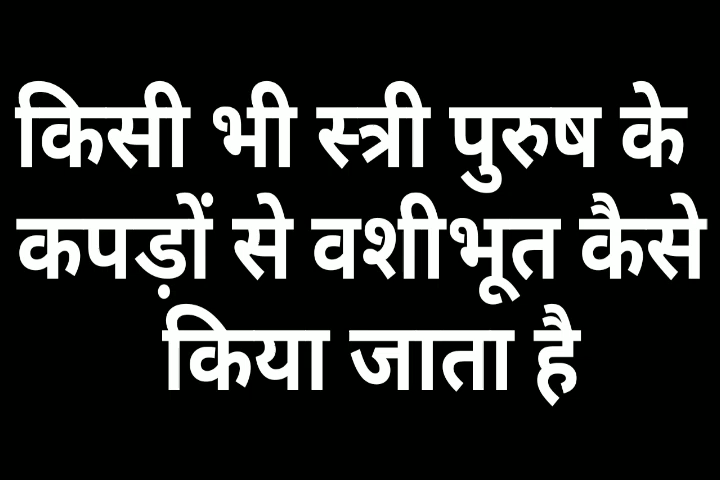 किसी भी स्त्री पुरुष के
कपड़ों से वशीभूत कैसे
किया जाता है